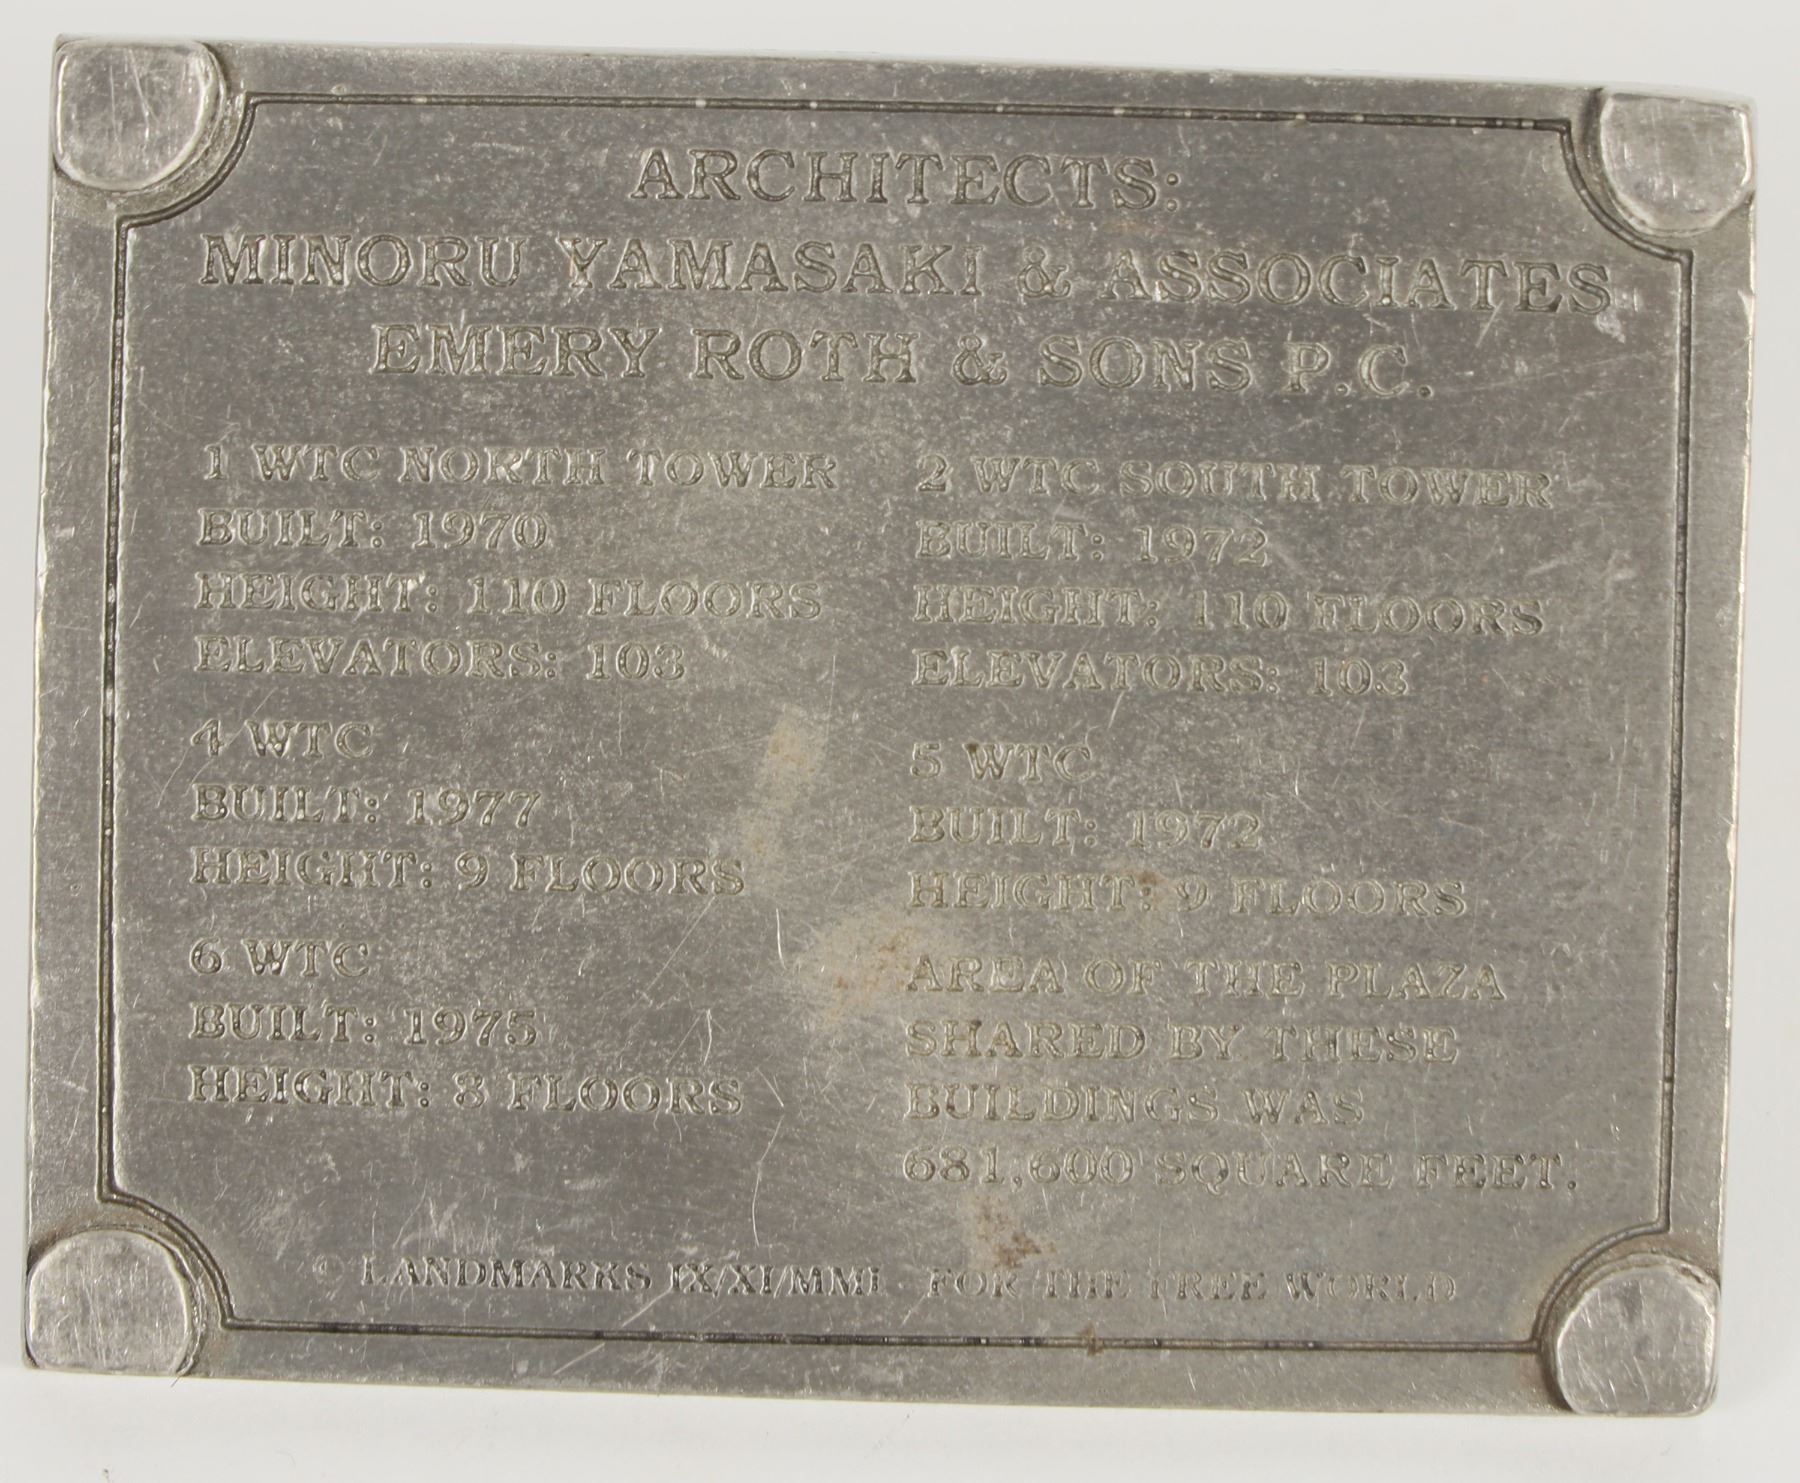 ARCHITECTS:
MINORU YAMASAKI & ASSOCIATES
EMERY ROTH & SONS P.C.
1 WTC NORTH TOWER
BUILT: 1970
HEIGHT: 110 FLOORS
ELEVATORS: 103
2 WTC SOUTH TOWER
BUILT: 1972
HEIGHT: 110 FLOORS
ELEVATORS: 103
4 WTC
BUILT: 1977
HEIGHT: 9 FLOORS
5 WTC
BUILT: 1972
HEIGHT: 9 FLOORS
6 WTC
BUILT: 1975
HEIGHT: 8 FLOORS
AREA OF THE PLAZA
SHARED BY THESE
BUILDINGS WAS
681,600 SQUARE FEET.
© LANDMARKS IX/XI/MMI · FOR THE FREE WORLD